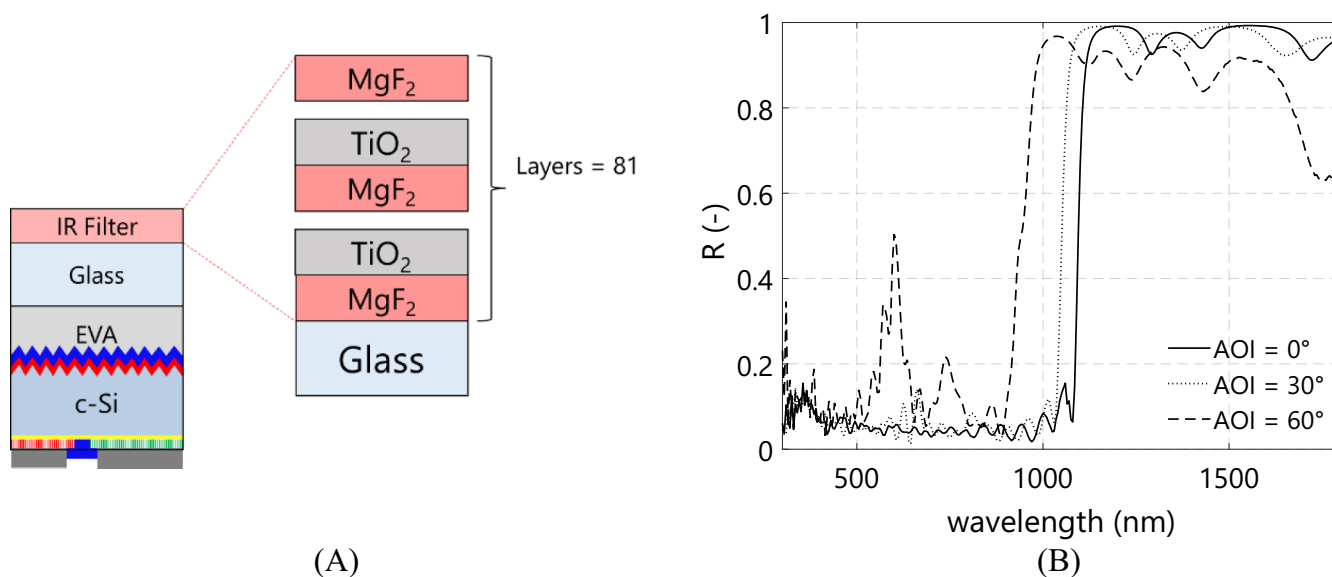 MgF₂
TiO₂
MgF₂
Layers = 81
TiO₂
MgF₂
Glass
IR Filter
Glass
EVA
c-Si
(A)
1
0.8
0.6
0.4
0.2
0
R (-)
500
1000
1500
wavelength (nm)
AOI = 0°
AOI = 30°
AOI = 60°
(B)